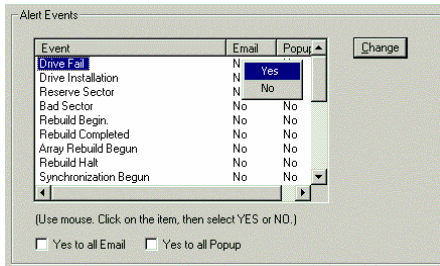 Alert Events
Event Email Popup
Change
Drive Fail N
Yes
Drive Installation N
No
Reserve Sector N
Bad Sector No No
Rebuild Begin. No No
Rebuild Completed No No
Array Rebuild Begun No No
Rebuild Halt No No
Synchronization Begun No No
(Use mouse. Click on the item, then select YES or NO.)
Yes to all Email Yes to all Popup